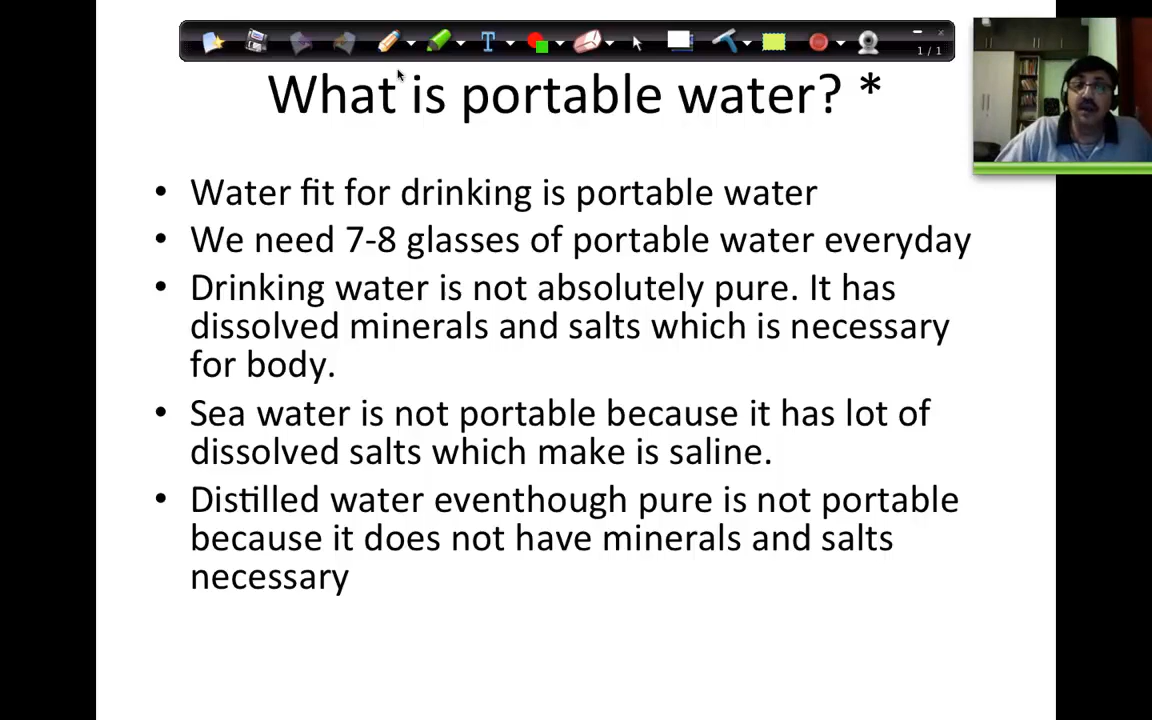 1 / 1
What is portable water? *
• Water fit for drinking is portable water
• We need 7-8 glasses of portable water everyday
• Drinking water is not absolutely pure. It has
dissolved minerals and salts which is necessary
for body.
• Sea water is not portable because it has lot of
dissolved salts which make is saline.
• Distilled water eventhough pure is not portable
because it does not have minerals and salts
necessary